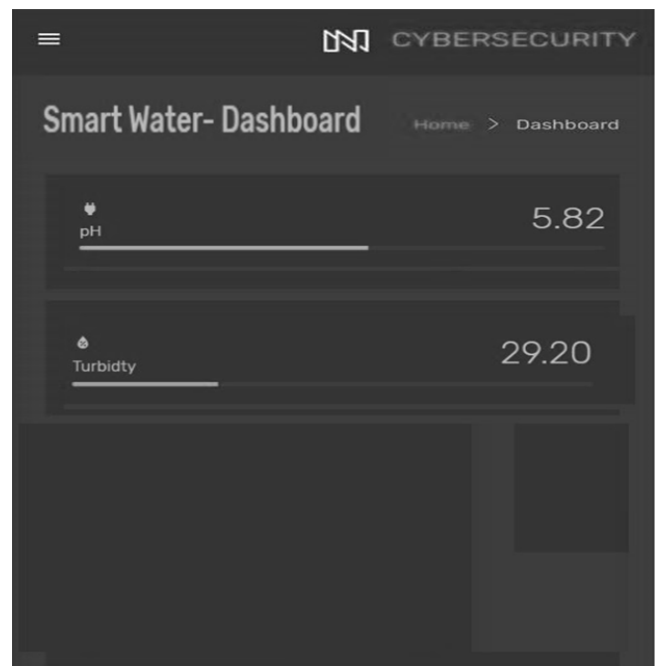 CYBERSECURITY
Smart Water- Dashboard
Home > Dashboard
pH
5.82
Turbidty
29.20